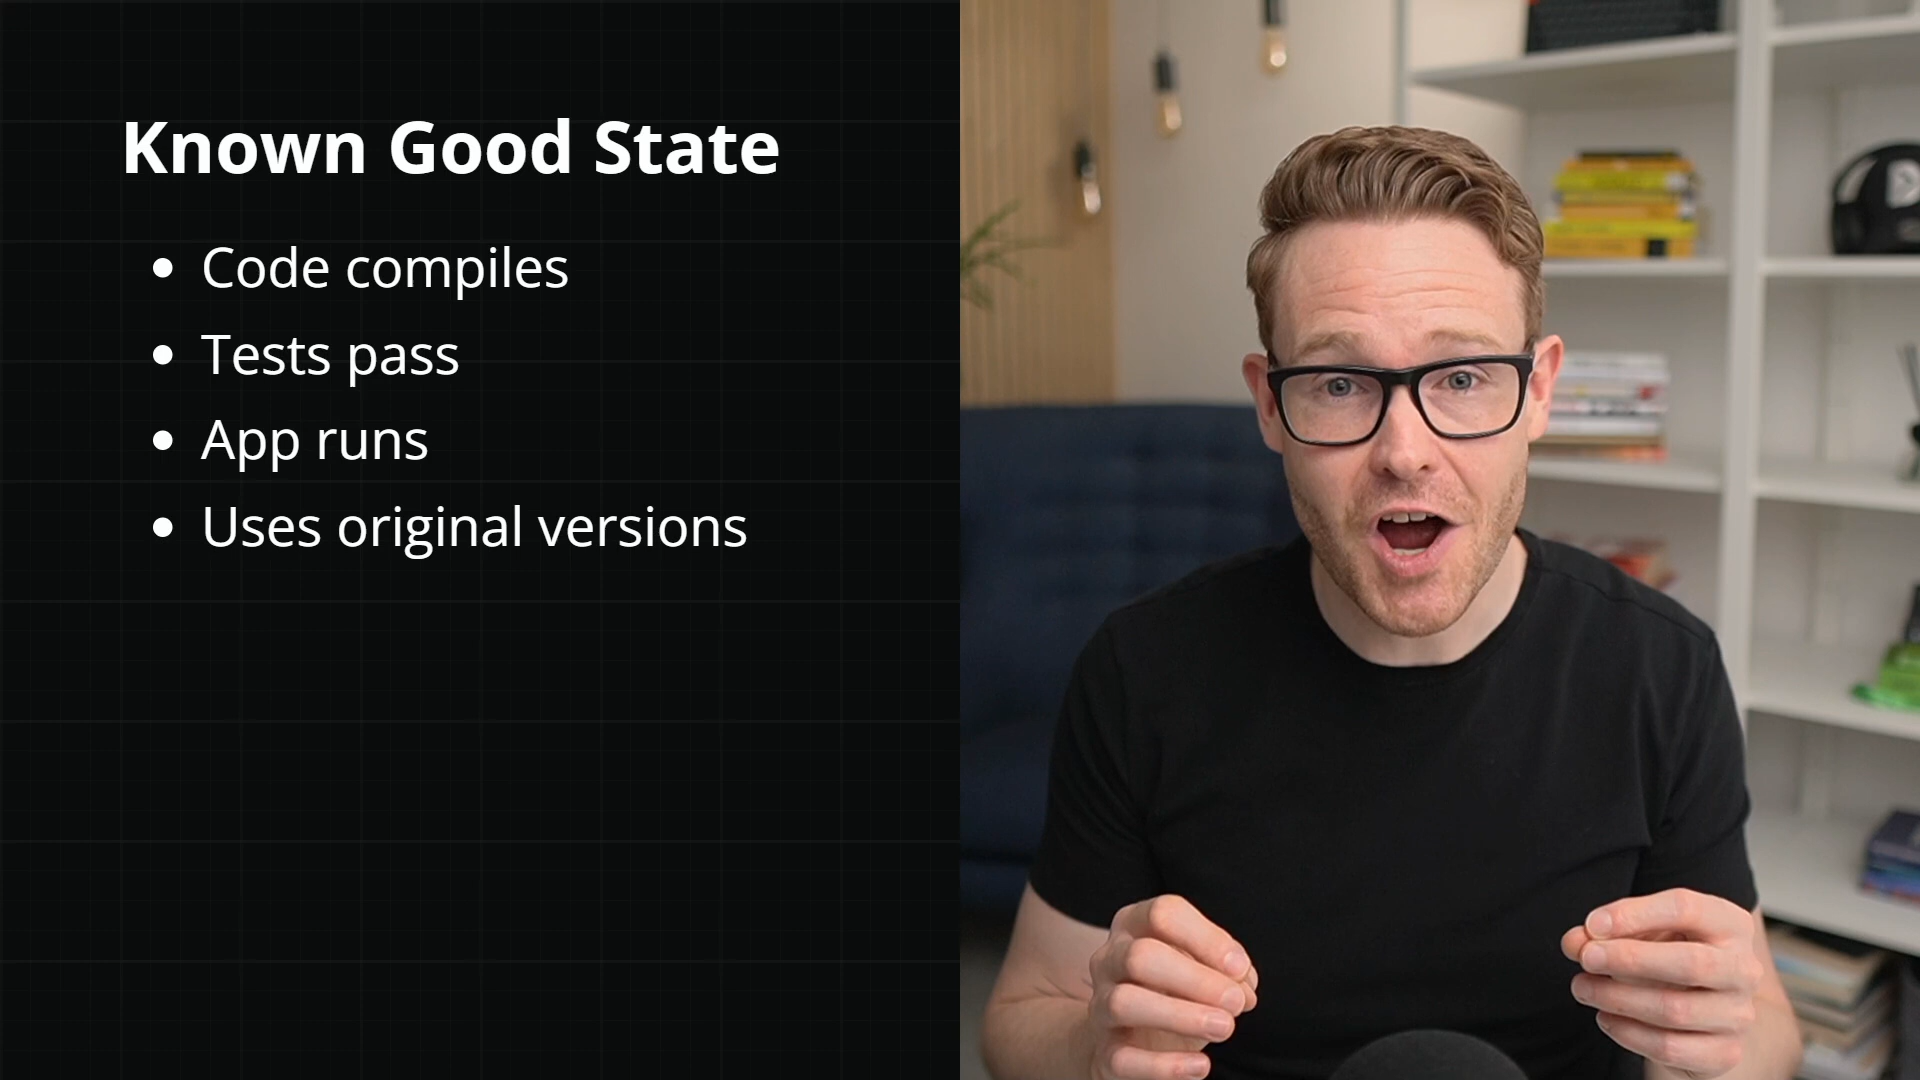 Known Good State
Code compiles
Tests pass
App runs
Uses original versions